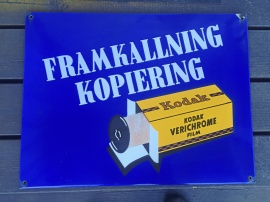 FRAMKALLNING
KOPIERING
Kodak
KODAK
VERICHROME
FILM